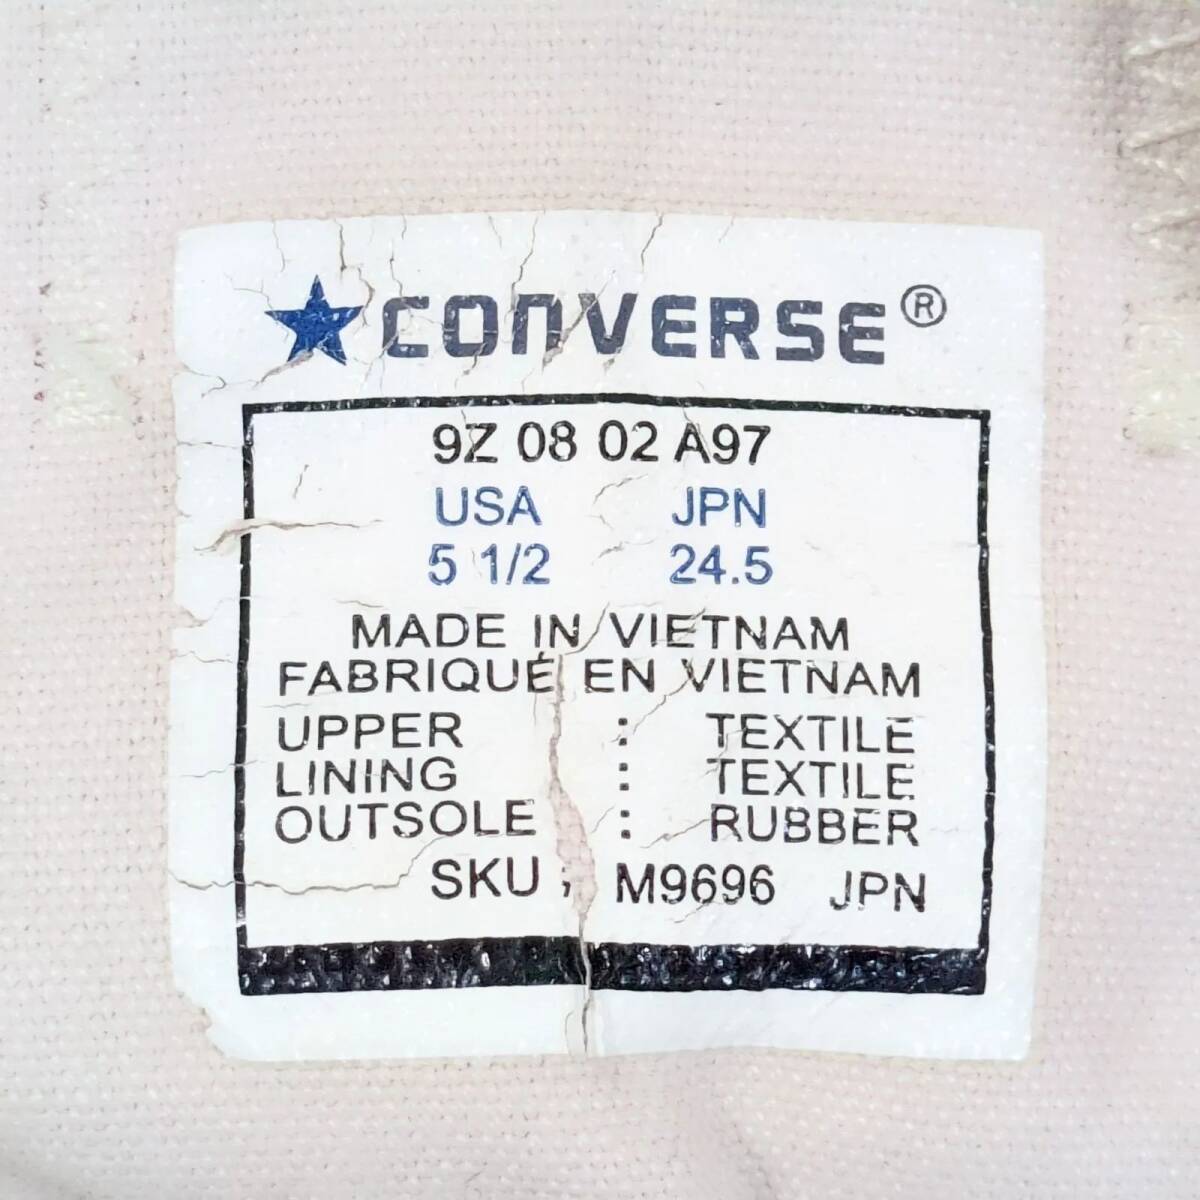 CONVERSE®
9Z 08 02 A97
USA JPN
5 1/2 24.5
MADE IN VIETNAM
FABRIQUÉ EN VIETNAM
UPPER : TEXTILE
LINING : TEXTILE
OUTSOLE : RUBBER
SKU ; M9696 JPN